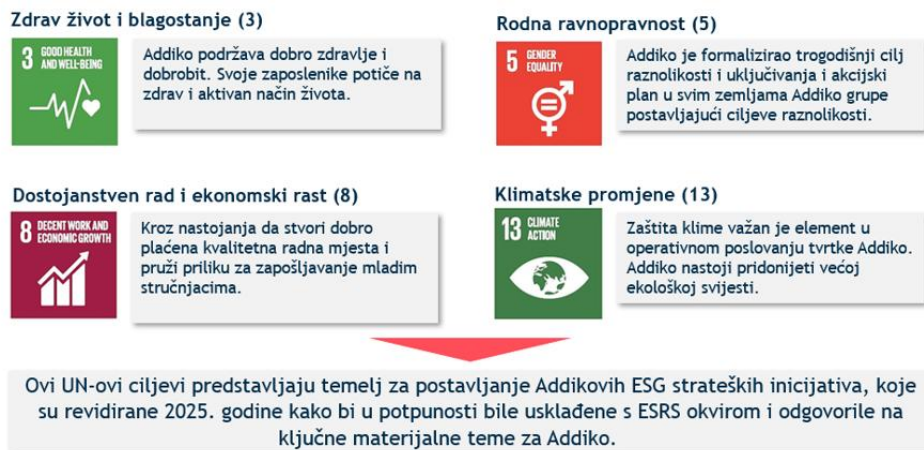 Zdrav život i blagostanje (3)
3 GOOD HEALTH
AND WELL-BEING
Addiko podržava dobro zdravlje i
dobrobit. Svoje zaposlenike potiče na
zdrav i aktivan način života.
Rodna ravnopravnost (5)
5 GENDER
EQUALITY
Addiko je formalizirao trogodišnji cilj
raznolikosti i uključivanja i akcijski
plan u svim zemljama Addiko grupe
postavljajući ciljeve raznolikosti.
Dostojanstven rad i ekonomski rast (8)
8 DECENT WORK AND
ECONOMIC GROWTH
Kroz nastojanja da stvori dobro
plaćena kvalitetna radna mjesta i
pruži priliku za zapošljavanje mladim
stručnjacima.
Klimatske promjene (13)
13 CLIMATE
ACTION
Zaštita klime važan je element u
operativnom poslovanju tvrtke Addiko.
Addiko nastoji pridonijeti većoj
ekološkoj svijesti.
Ovi UN-ovi ciljevi predstavljaju temelj za postavljanje Addikovih ESG strateških inicijativa, koje
su revidirane 2025. godine kako bi u potpunosti bile usklađene s ESRS okvirom i odgovorile na
ključne materijalne teme za Addiko.